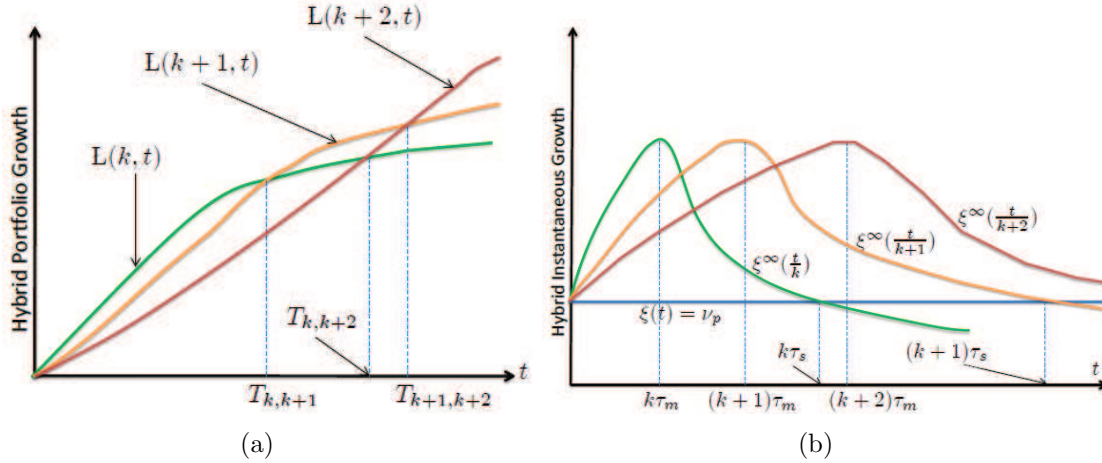 Hybrid Portfolio Growth
L(k + 2, t)
L(k + 1, t)
L(k, t)
T_{k,k+2}
t
T_{k,k+1}
T_{k+1,k+2}
(a)
Hybrid Instantaneous Growth
ξ^∞(t/(k+2))
ξ^∞(t/(k+1))
ξ^∞(t/k)
ξ(t) = ν_p
kτ_s
(k + 1)τ_s
t
kτ_m
(k + 1)τ_m
(k + 2)τ_m
(b)